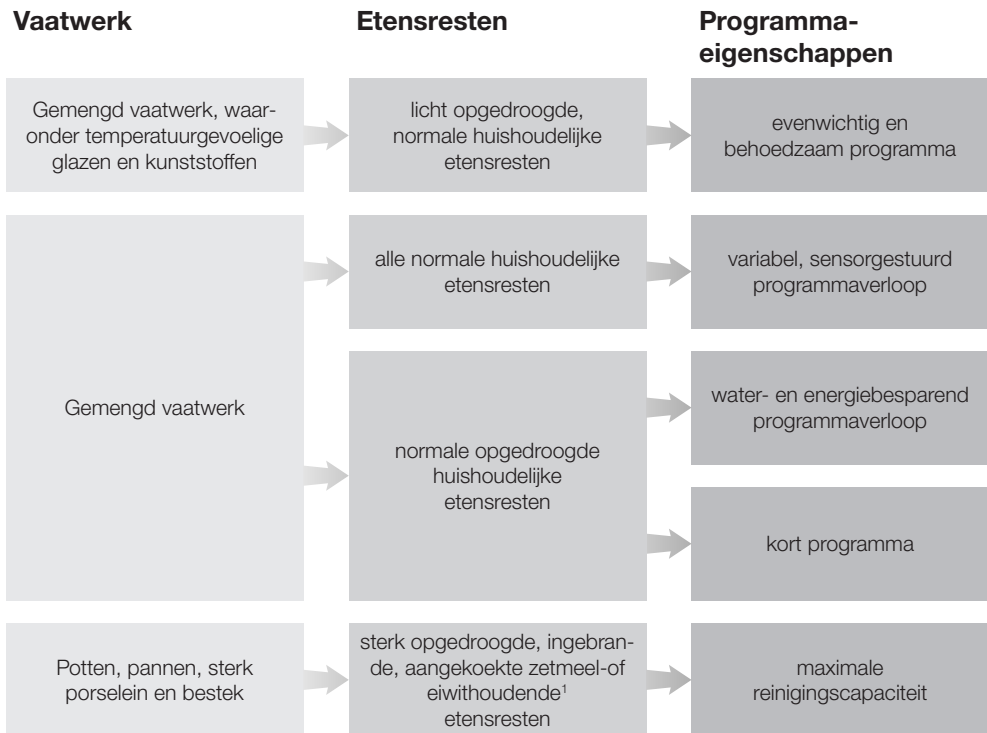 Vaatwerk
Etensresten
Programma-
eigenschappen
Gemengd vaatwerk, waar-
onder temperatuurgevoelige
glazen en kunststoffen
licht opgedroogde,
normale huishoudelijke
etensresten
evenwichtig en
behoedzaam programma
Gemengd vaatwerk
alle normale huishoudelijke
etensresten
variabel, sensorgestuurd
programmaverloop
normale opgedroogde
huishoudelijke
etensresten
water- en energiebesparend
programmaverloop
kort programma
Potten, pannen, sterk
porselein en bestek
sterk opgedroogde, ingebran-
de, aangekoekte zetmeel-of
eiwithoudende¹
etensresten
maximale
reinigingscapaciteit